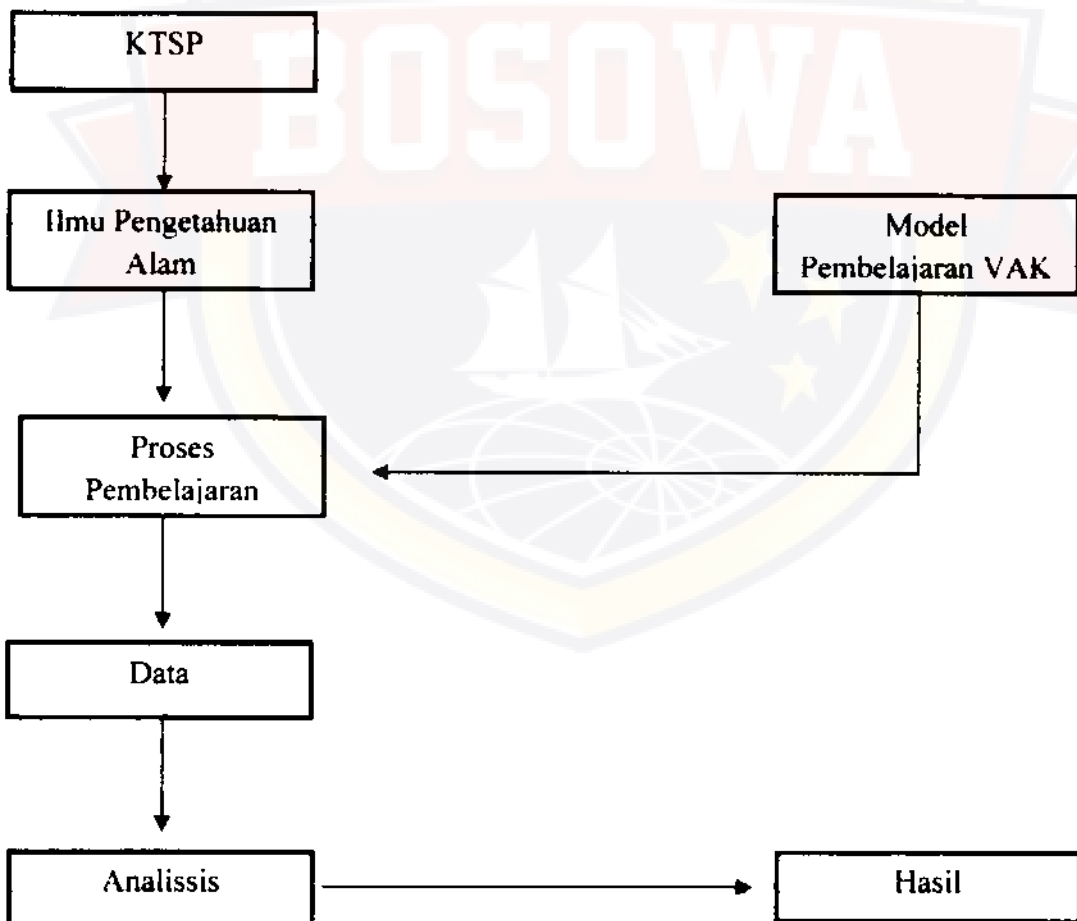 BOSOWA
KTSP
Ilmu Pengetahuan
Alam
Model
Pembelajaran VAK
Proses
Pembelajaran
Data
Analissis
Hasil